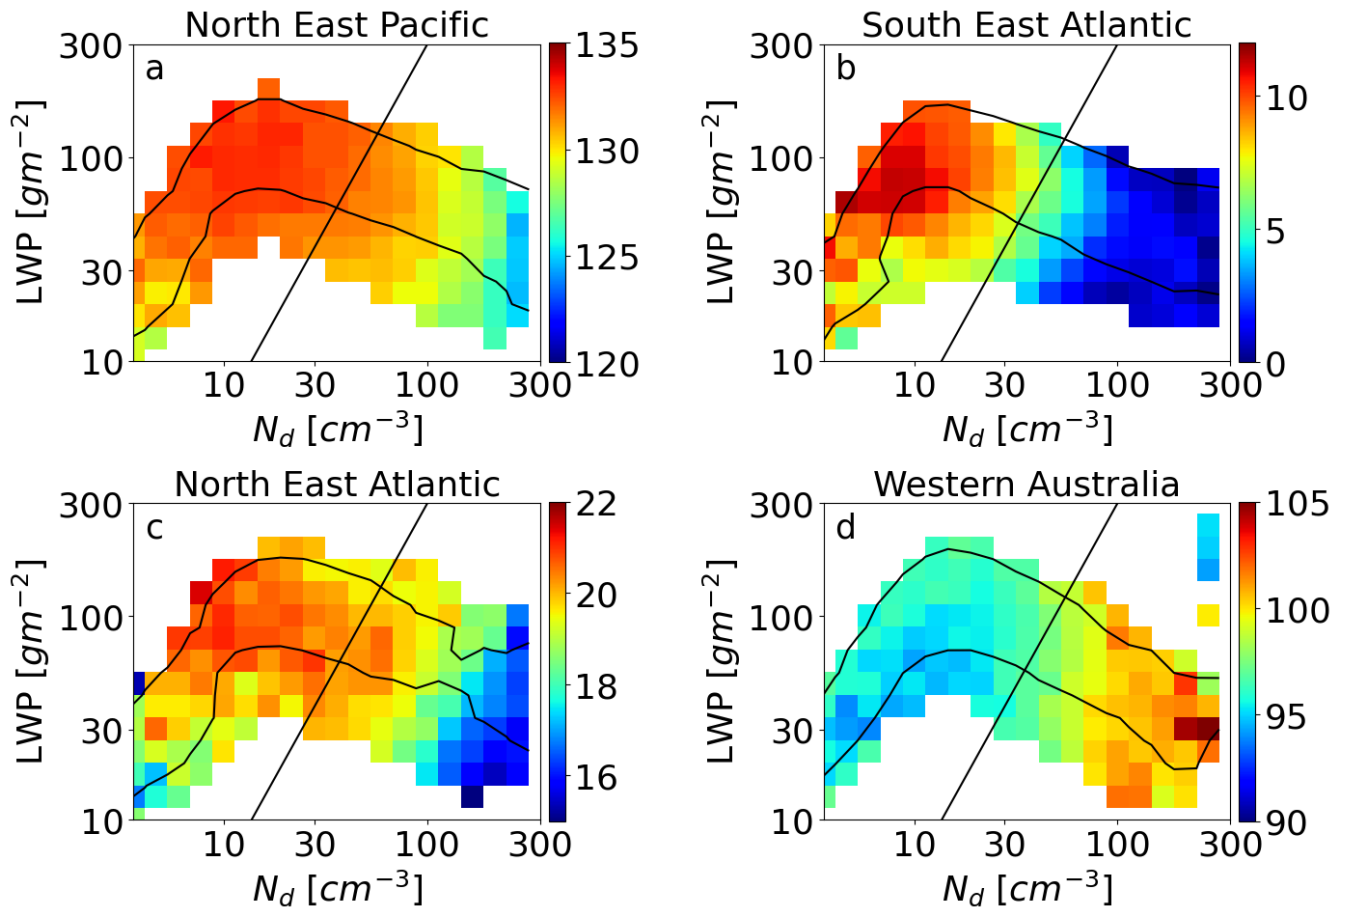 North East Pacific
a
300
100
30
10
10 30 100 300
LWP [gm⁻²]
N_d [cm⁻³]
135
130
125
120
South East Atlantic
b
300
100
30
10
10 30 100 300
LWP [gm⁻²]
N_d [cm⁻³]
10
5
0
North East Atlantic
c
300
100
30
10
10 30 100 300
LWP [gm⁻²]
N_d [cm⁻³]
22
20
18
16
Western Australia
d
300
100
30
10
10 30 100 300
LWP [gm⁻²]
N_d [cm⁻³]
105
100
95
90